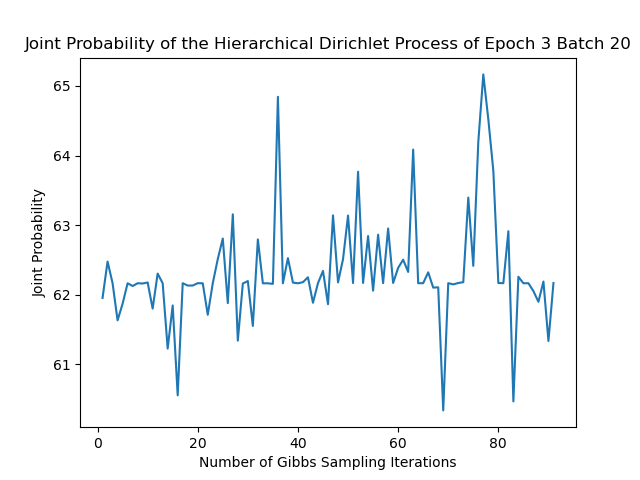 Joint Probability of the Hierarchical Dirichlet Process of Epoch 3 Batch 20
65
64
63
62
61
Joint Probability
0 20 40 60 80
Number of Gibbs Sampling Iterations